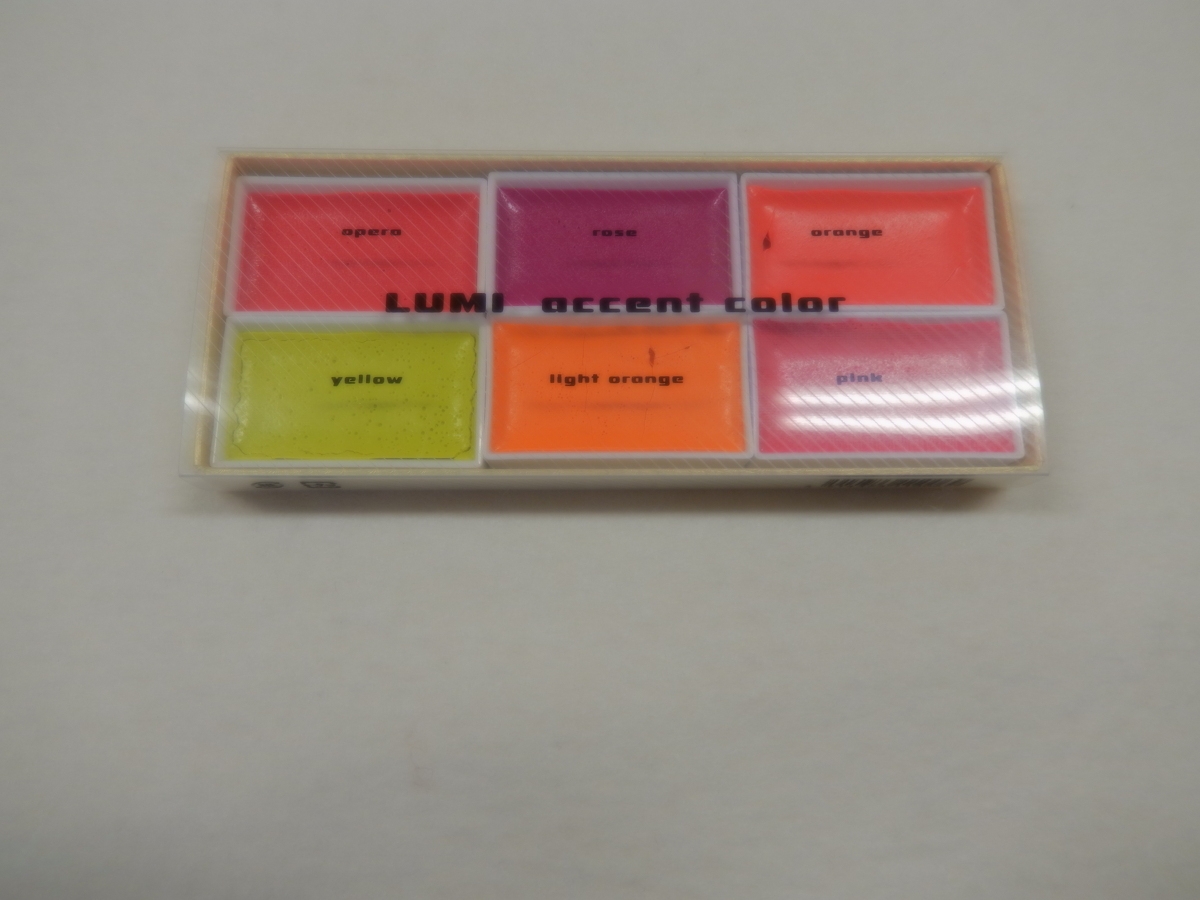 opera rose orange
LUMI accent color
yellow light orange pink